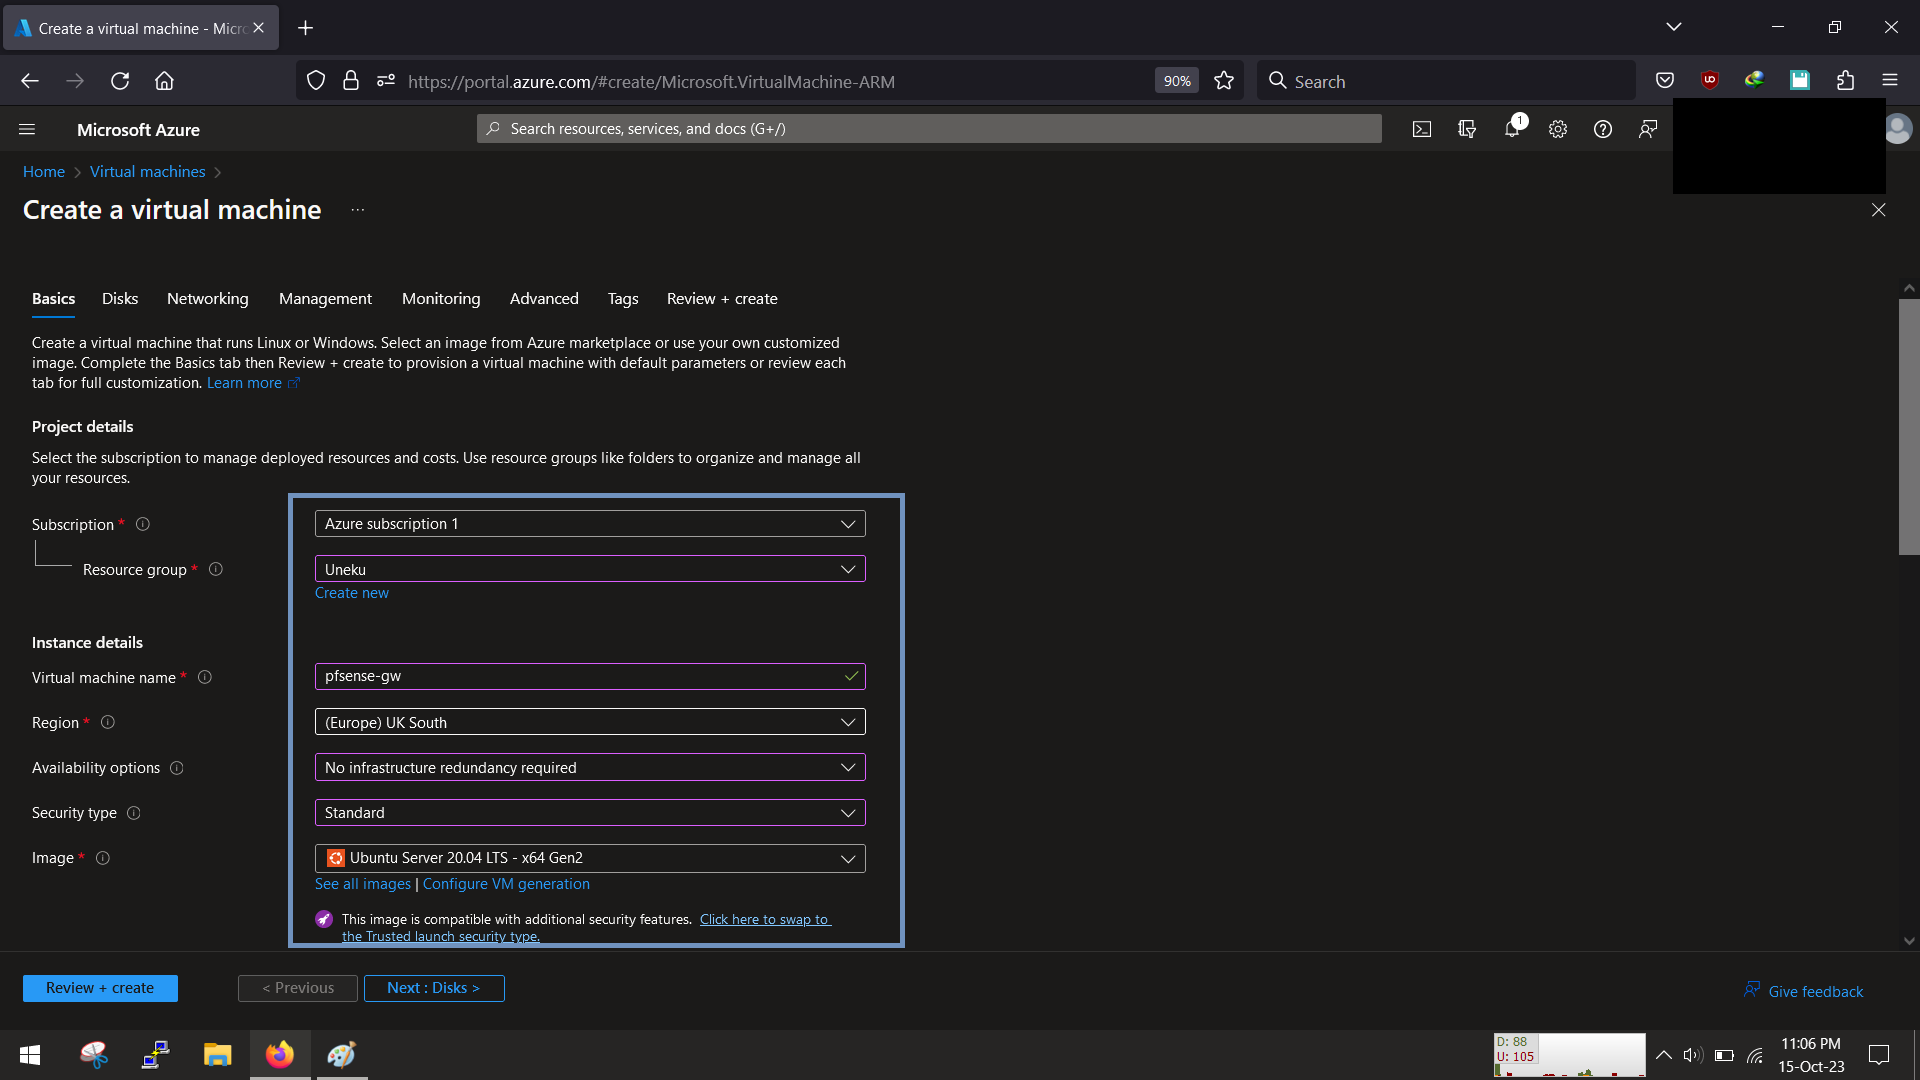 Create a virtual machine - Micro
https://portal.azure.com/#create/Microsoft.VirtualMachine-ARM
90%
Search
Microsoft Azure
Search resources, services, and docs (G+/)
1
Home > Virtual machines >
Create a virtual machine ...
Basics Disks Networking Management Monitoring Advanced Tags Review + create
Create a virtual machine that runs Linux or Windows. Select an image from Azure marketplace or use your own customized
image. Complete the Basics tab then Review + create to provision a virtual machine with default parameters or review each
tab for full customization. Learn more
Project details
Select the subscription to manage deployed resources and costs. Use resource groups like folders to organize and manage all
your resources.
Subscription * Azure subscription 1
Resource group * Uneku
Create new
Instance details
Virtual machine name * pfsense-gw
Region * (Europe) UK South
Availability options No infrastructure redundancy required
Security type Standard
Image * Ubuntu Server 20.04 LTS - x64 Gen2
See all images | Configure VM generation
This image is compatible with additional security features. Click here to swap to
the Trusted launch security type.
Review + create < Previous Next : Disks >
Give feedback
D: 88
U: 105
11:06 PM
15-Oct-23